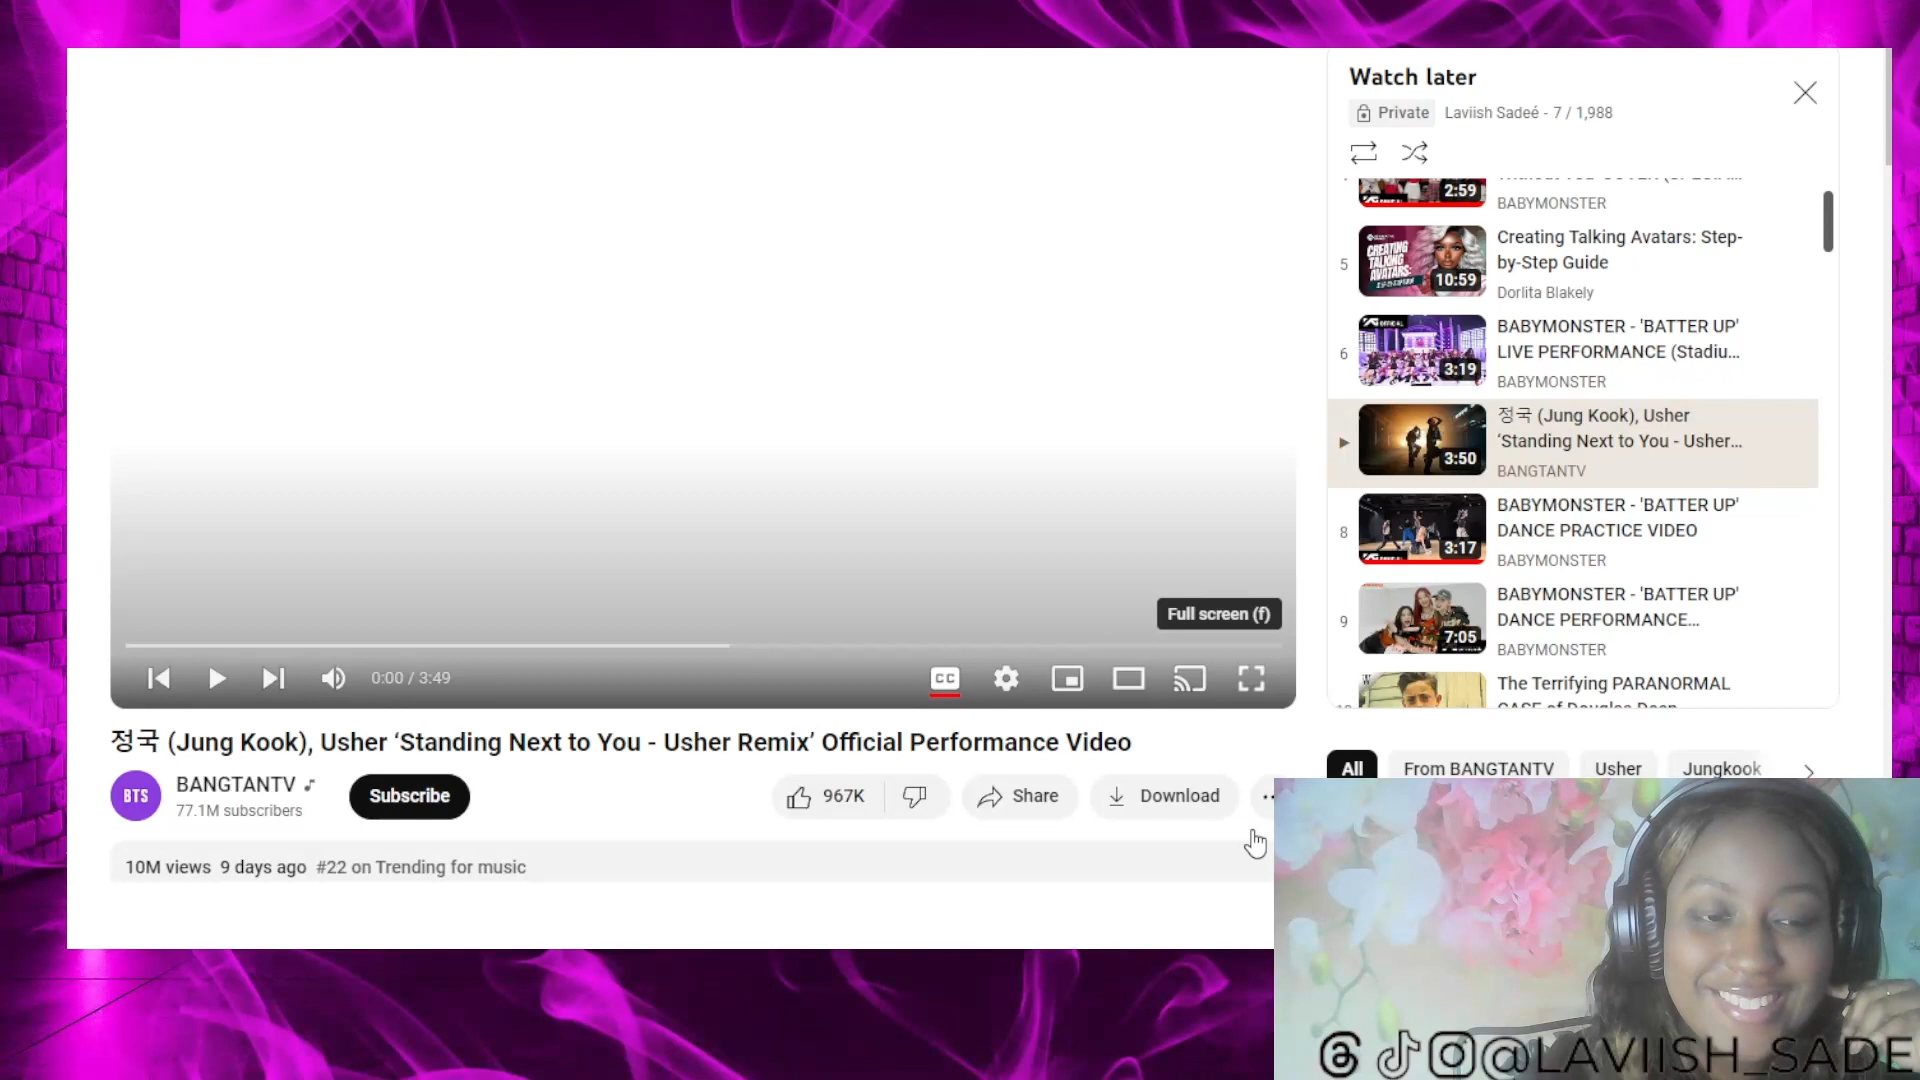 Watch later
Private Laviish Sadeé - 7 / 1,988
2:59
BABYMONSTER
5
CREATING TALKING AVATARS:
10:59
Creating Talking Avatars: Step-
by-Step Guide
Dorlita Blakely
6
3:19
BABYMONSTER - 'BATTER UP'
LIVE PERFORMANCE (Stadiu...
BABYMONSTER
3:50
정국 (Jung Kook), Usher
'Standing Next to You - Usher...
BANGTANTV
8
3:17
BABYMONSTER - 'BATTER UP'
DANCE PRACTICE VIDEO
BABYMONSTER
9
7:05
BABYMONSTER - 'BATTER UP'
DANCE PERFORMANCE...
BABYMONSTER
The Terrifying PARANORMAL
Full screen (f)
0:00 / 3:49
CC
정국 (Jung Kook), Usher ‘Standing Next to You - Usher Remix’ Official Performance Video
BTS
BANGTANTV
77.1M subscribers
Subscribe
967K
Share
Download
10M views 9 days ago #22 on Trending for music
All
From BANGTANTV
Usher
Jungkook
@LAVIISH_SADE